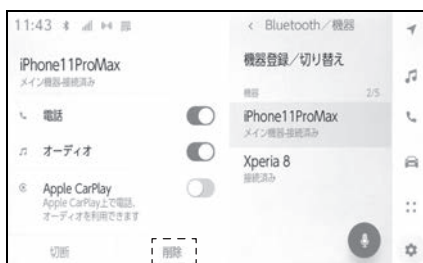 11:43
iPhone11ProMax
メイン機器-接続済み
電話
オーディオ
Apple CarPlay
Apple CarPlay上で電話、
オーディオを利用できます
切断
削除
< Bluetooth／機器
機器登録／切り替え
機器 2/5
iPhone11ProMax
メイン機器-接続済み
Xperia 8
接続済み